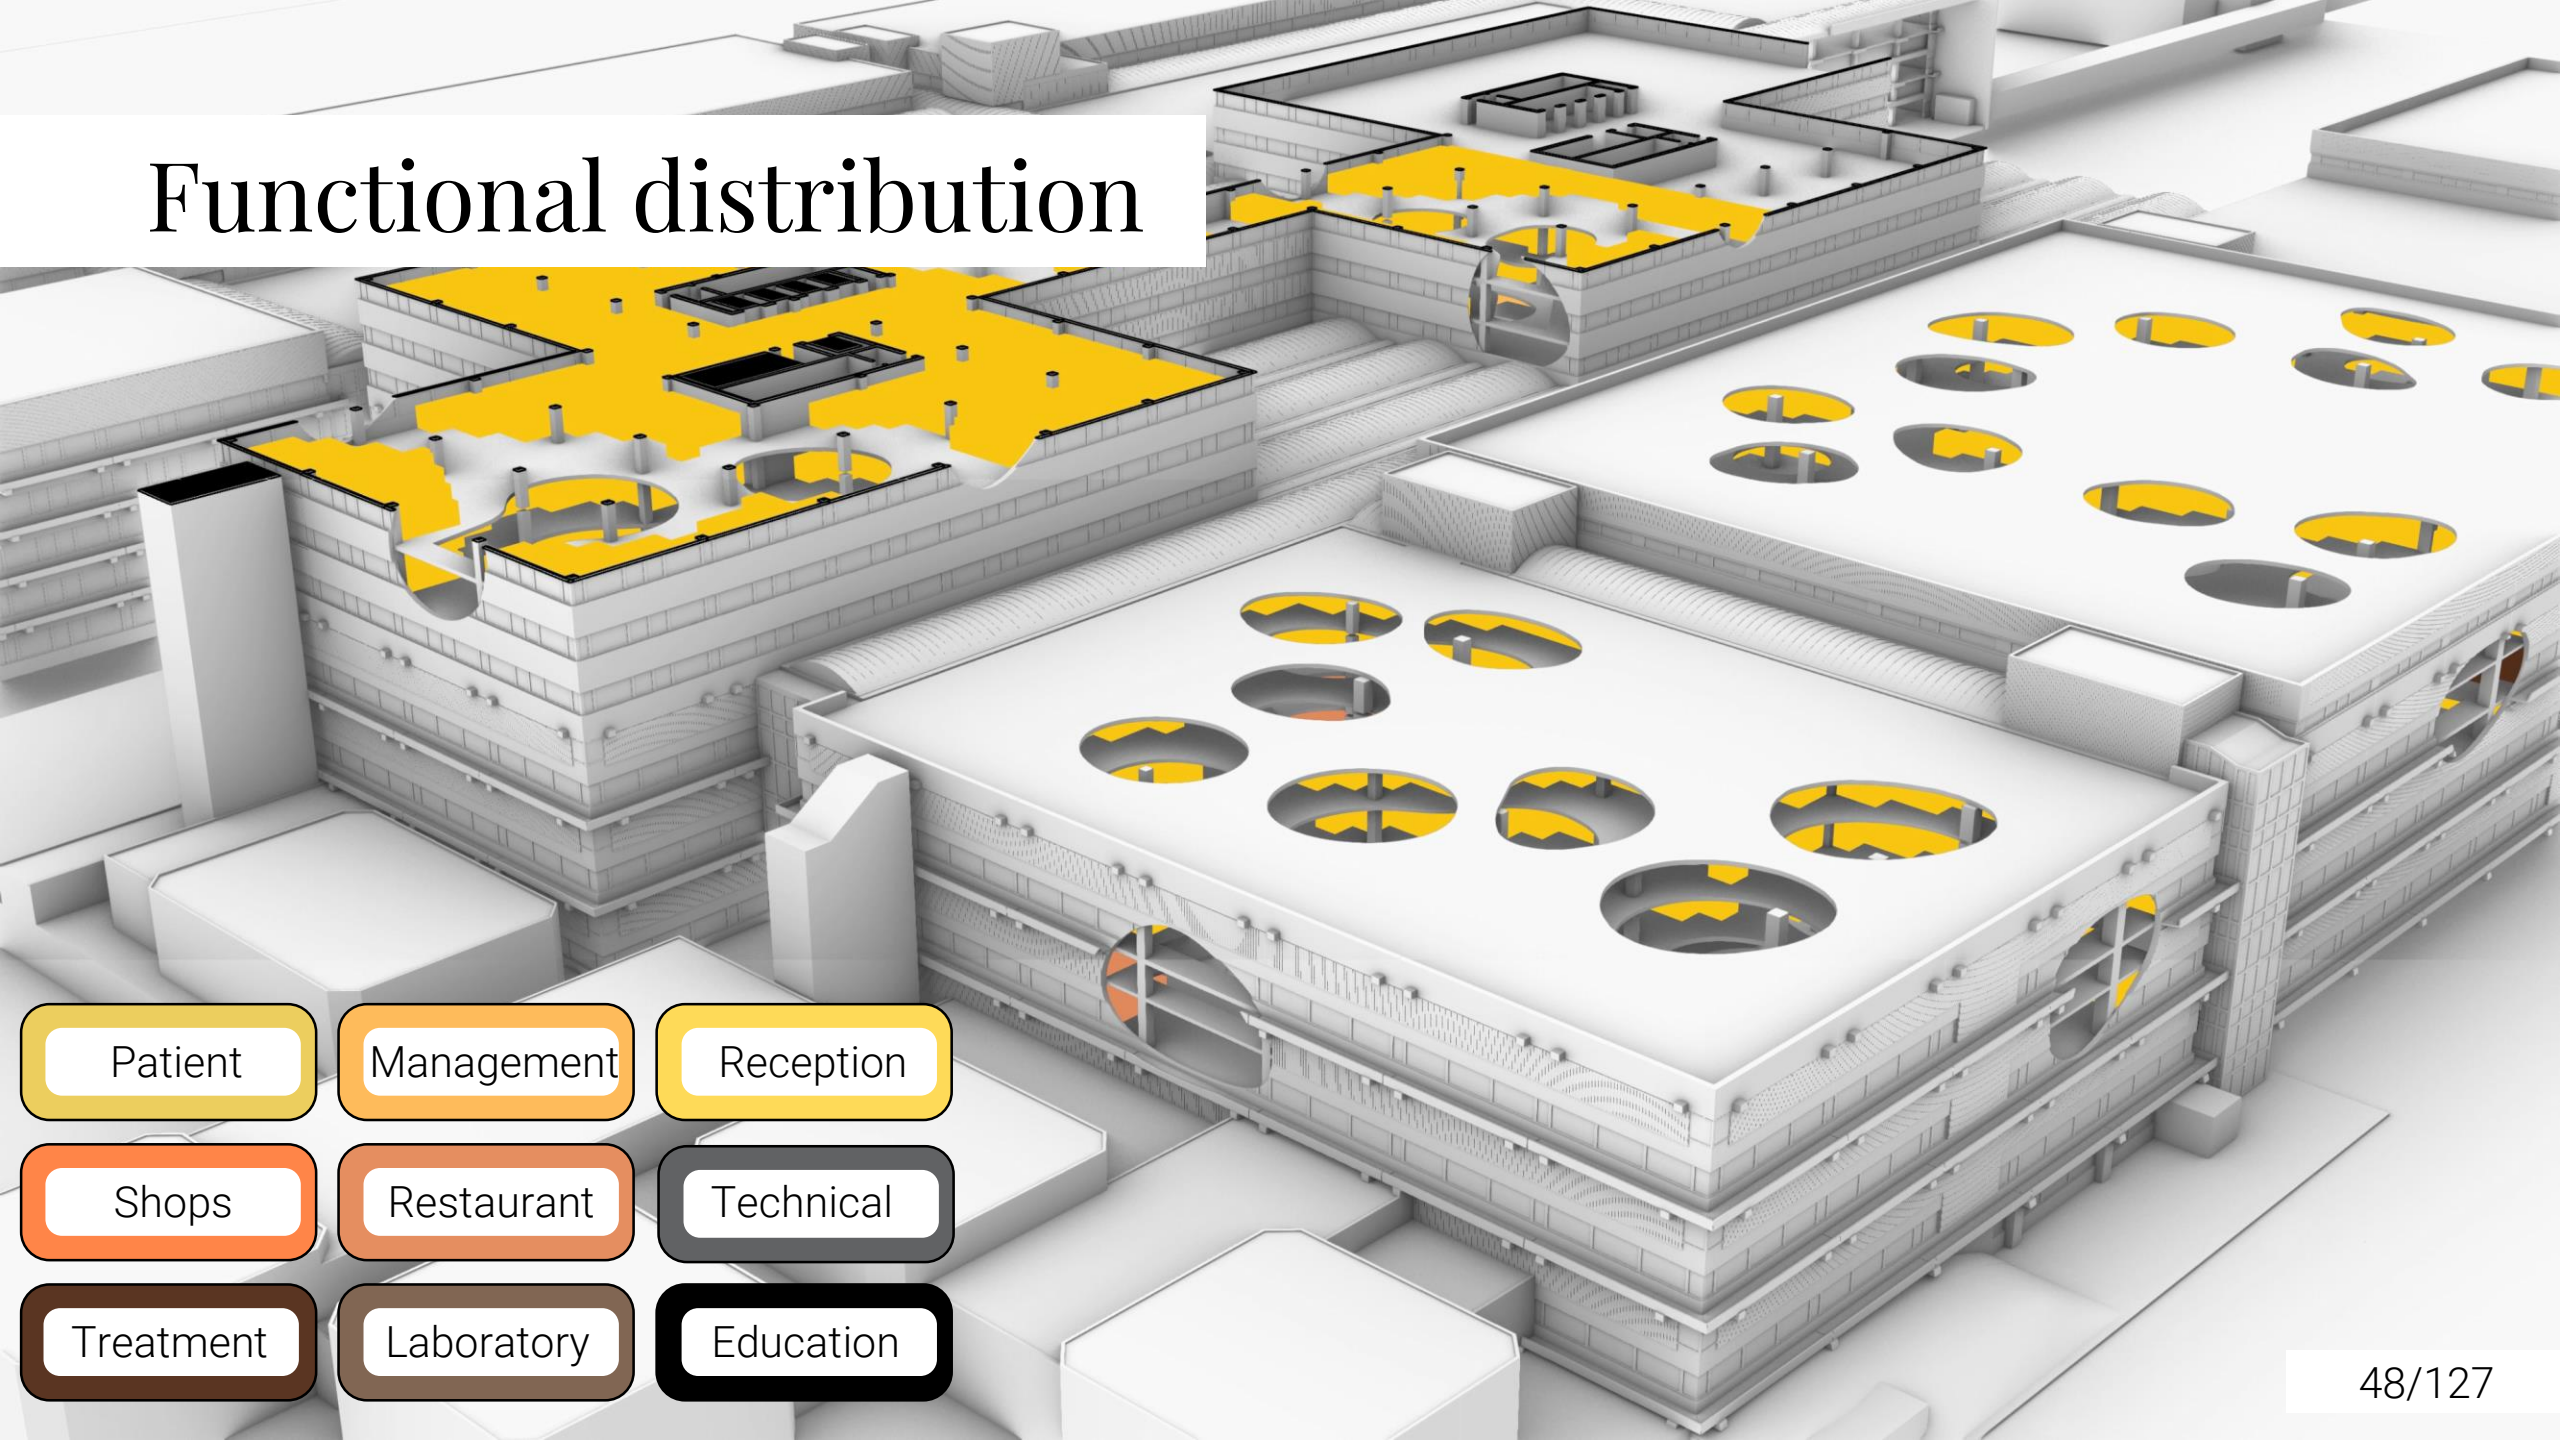 Functional distribution
Patient
Management
Reception
Shops
Restaurant
Technical
Treatment
Laboratory
Education
48/127